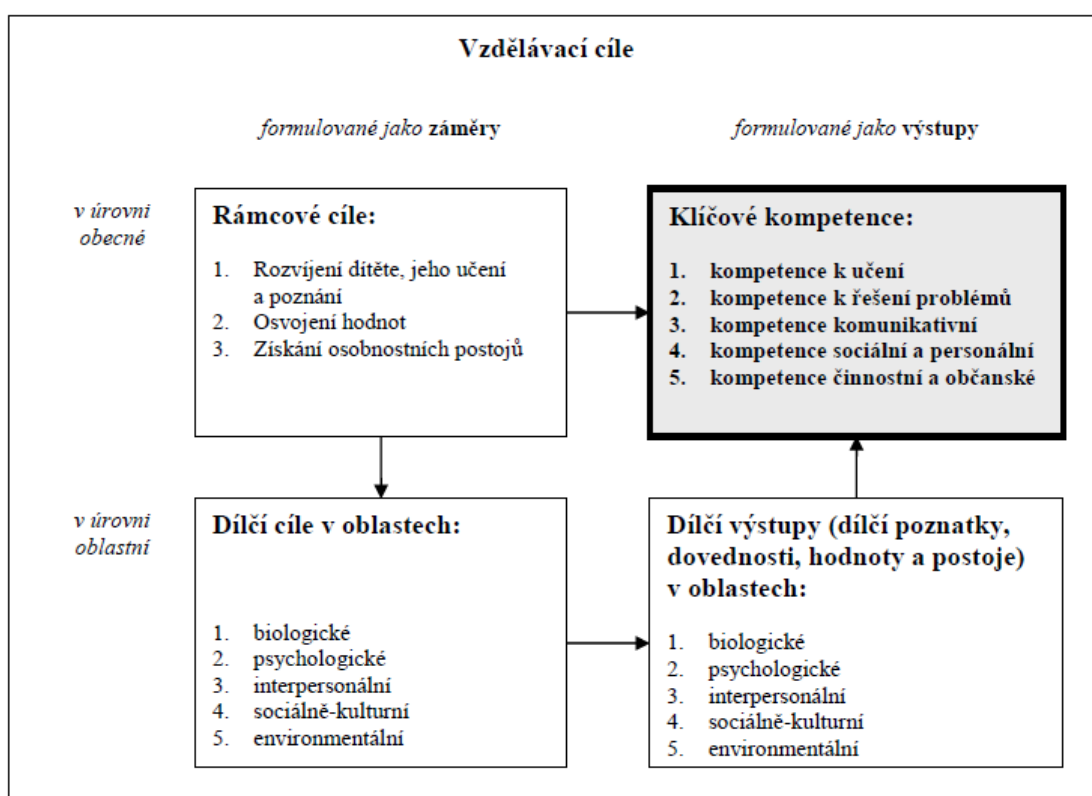 Vzdělávací cíle
formulované jako záměry
formulované jako výstupy
v úrovni
obecné
Rámcové cíle:
1. Rozvíjení dítěte, jeho učení
a poznání
2. Osvojení hodnot
3. Získání osobnostních postojů
Klíčové kompetence:
1. kompetence k učení
2. kompetence k řešení problémů
3. kompetence komunikativní
4. kompetence sociální a personální
5. kompetence činnostní a občanské
v úrovni
oblastní
Dílčí cíle v oblastech:
1. biologické
2. psychologické
3. interpersonální
4. sociálně-kulturní
5. environmentální
Dílčí výstupy (dílčí poznatky,
dovednosti, hodnoty a postoje)
v oblastech:
1. biologické
2. psychologické
3. interpersonální
4. sociálně-kulturní
5. environmentální